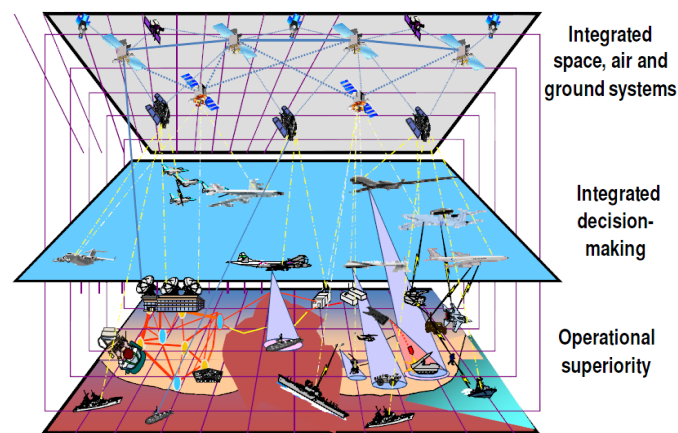 Integrated
space, air and
ground systems
Integrated
decision-
making
Operational
superiority